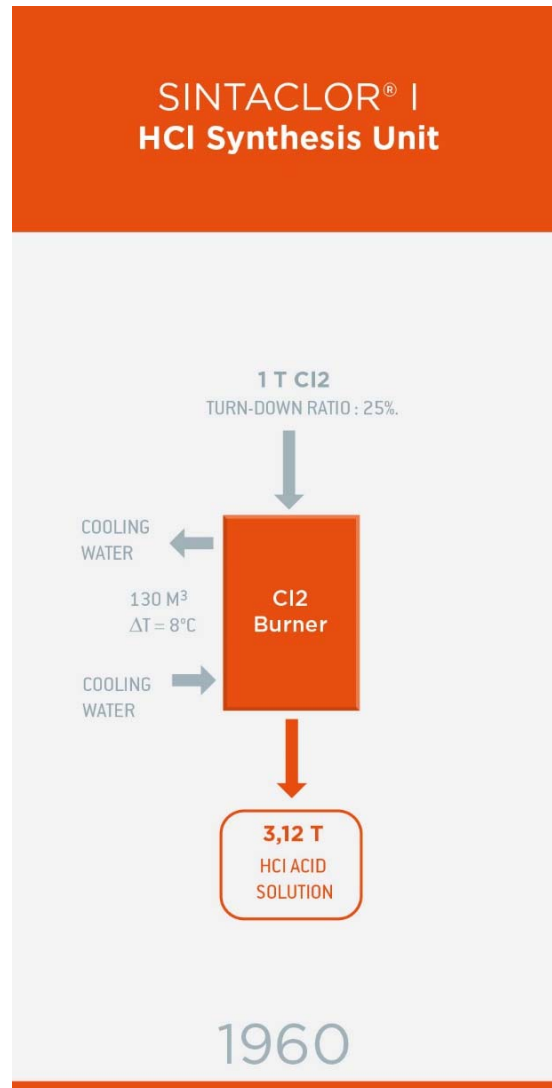 SINTACLOR® I
HCl Synthesis Unit
1 T Cl2
TURN-DOWN RATIO : 25%.
COOLING
WATER
130 M³
ΔT = 8°C
Cl2
Burner
COOLING
WATER
3,12 T
HCl ACID
SOLUTION
1960